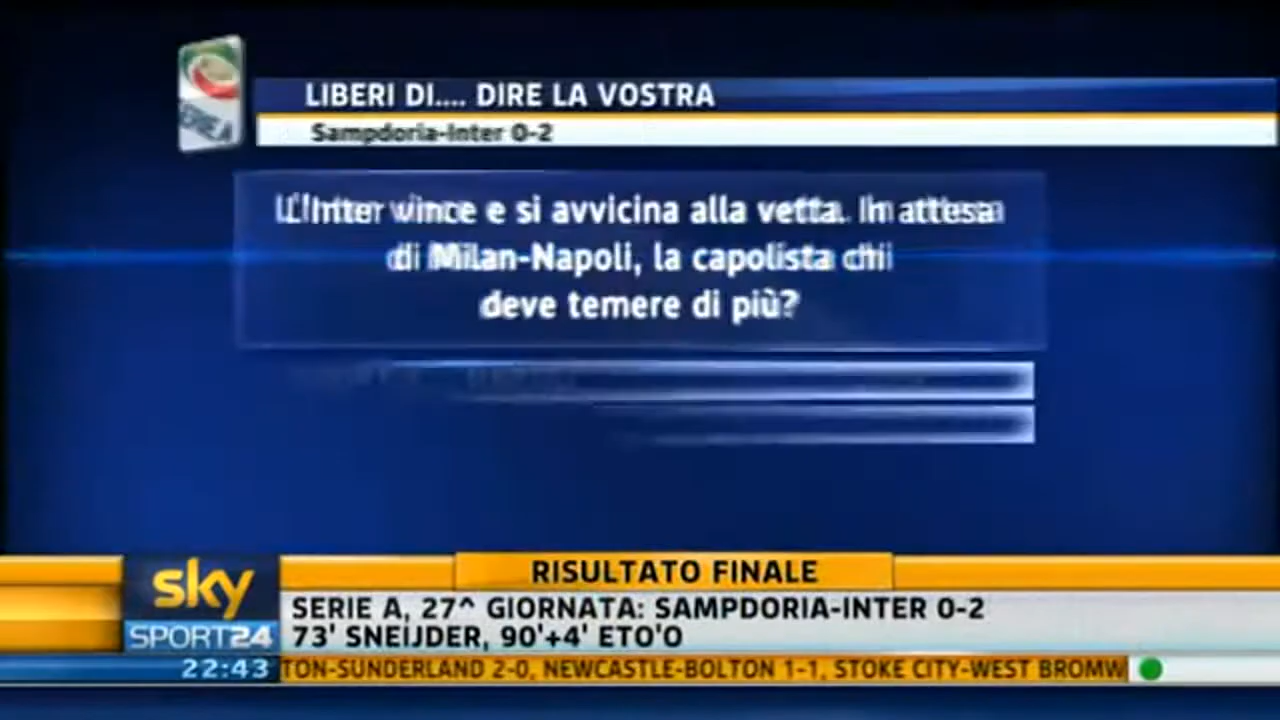 SERIE A
LIBERI DI.... DIRE LA VOSTRA
Sampdoria-Inter 0-2
L'Inter vince e si avvicina alla vetta. In attesa
di Milan-Napoli, la capolista chi
deve temere di più?
RISULTATO FINALE
sky
SPORT24
SERIE A, 27^ GIORNATA: SAMPDORIA-INTER 0-2
73' SNEIJDER, 90'+4' ETO'O
22:43
TON-SUNDERLAND 2-0, NEWCASTLE-BOLTON 1-1, STOKE CITY-WEST BROMW